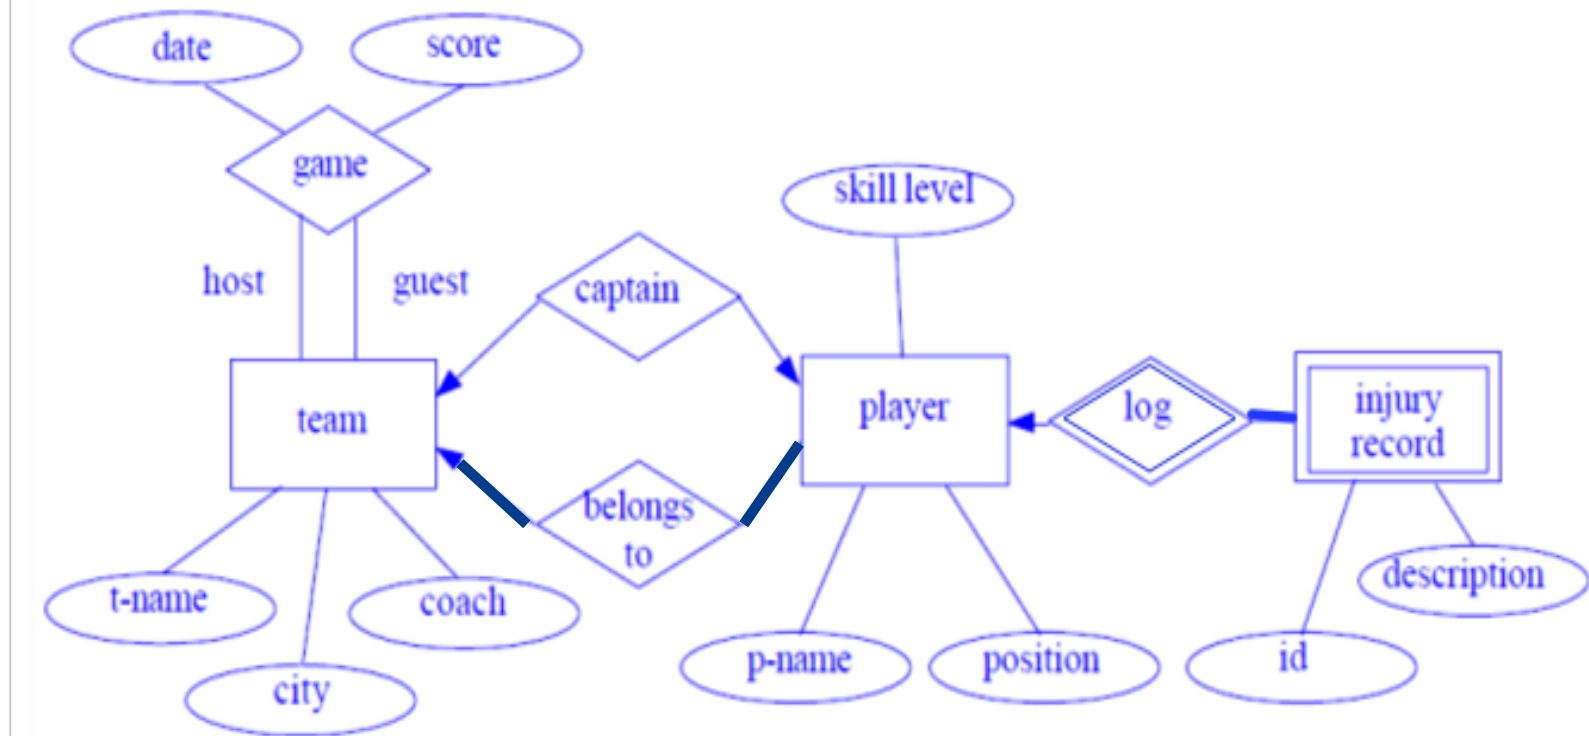 date
score
game
skill level
host
guest
captain
team
player
log
injury
record
belongs
to
t-name
coach
description
p-name
position
id
city